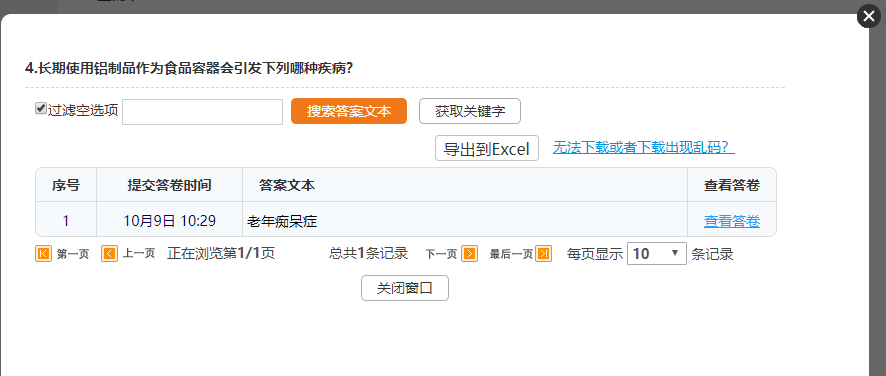 4.长期使用铝制品作为食品容器会引发下列哪种疾病?
过滤空选项 搜索答案文本 获取关键字
导出到Excel 无法下载或者下载出现乱码？
序号 提交答卷时间 答案文本 查看答卷
1 10月9日 10:29 老年痴呆症 查看答卷
第一页 上一页 正在浏览第1/1页 总共1条记录 下一页 最后一页 每页显示 10 条记录
关闭窗口